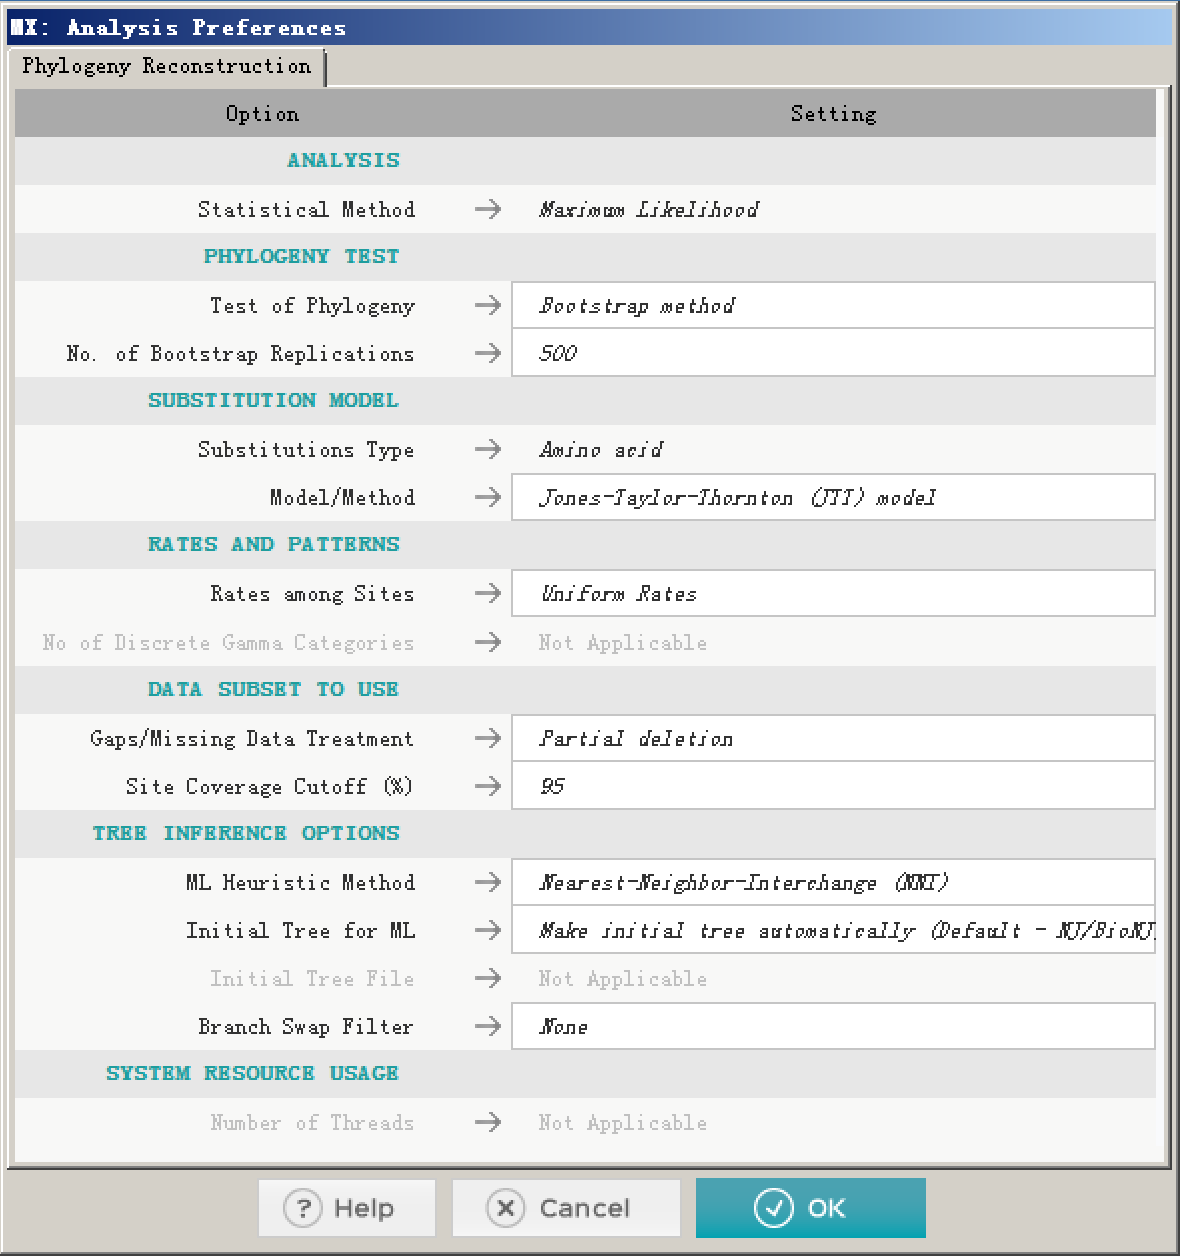 MX: Analysis Preferences
Phylogeny Reconstruction
Option Setting
ANALYSIS
Statistical Method → Maximum Likelihood
PHYLOGENY TEST
Test of Phylogeny → Bootstrap method
No. of Bootstrap Replications → 500
SUBSTITUTION MODEL
Substitutions Type → Amino acid
Model/Method → Jones-Taylor-Thornton (JTT) model
RATES AND PATTERNS
Rates among Sites → Uniform Rates
No of Discrete Gamma Categories → Not Applicable
DATA SUBSET TO USE
Gaps/Missing Data Treatment → Partial deletion
Site Coverage Cutoff (%) → 95
TREE INFERENCE OPTIONS
ML Heuristic Method → Nearest-Neighbor-Interchange (NNI)
Initial Tree for ML → Make initial tree automatically (Default - NJ/BioNJ
Initial Tree File → Not Applicable
Branch Swap Filter → None
SYSTEM RESOURCE USAGE
Number of Threads → Not Applicable
? Help X Cancel ✓ OK